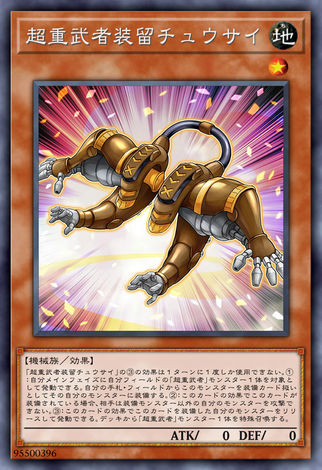 超重武者装留チュウサイ
地
ち
【機械族/効果】
「超重武者装留チュウサイ」の③の効果は1ターンに1度しか使用できない。①
:自分メインフェイズに自分フィールドの「超重武者」モンスター1体を対象と
して発動できる。自分の手札・フィールドからこのモンスターを装備カード扱い
としてその自分のモンスターに装備する。②:このカードの効果でこのカードが
装備されている場合、相手は装備モンスター以外の自分のモンスターを攻撃で
きない。③:このカードの効果でこのカードを装備した自分のモンスターをリリ
ースして発動できる。デッキから「超重武者」モンスター1体を特殊召喚する。
ATK/ 0 DEF/ 0
95500396